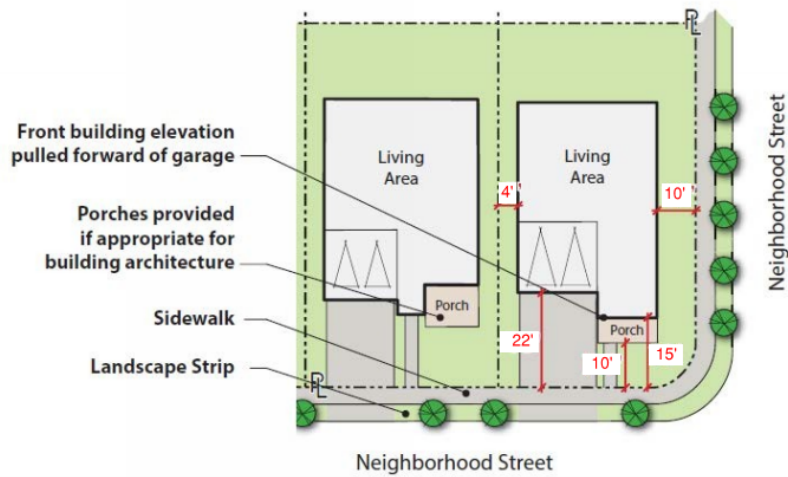 PL
Front building elevation
pulled forward of garage
Living
Area
Living
Area
4'
10'
Porches provided
if appropriate for
building architecture
Neighborhood Street
Porch
Porch
Sidewalk
22'
10'
15'
Landscape Strip
PL
Neighborhood Street